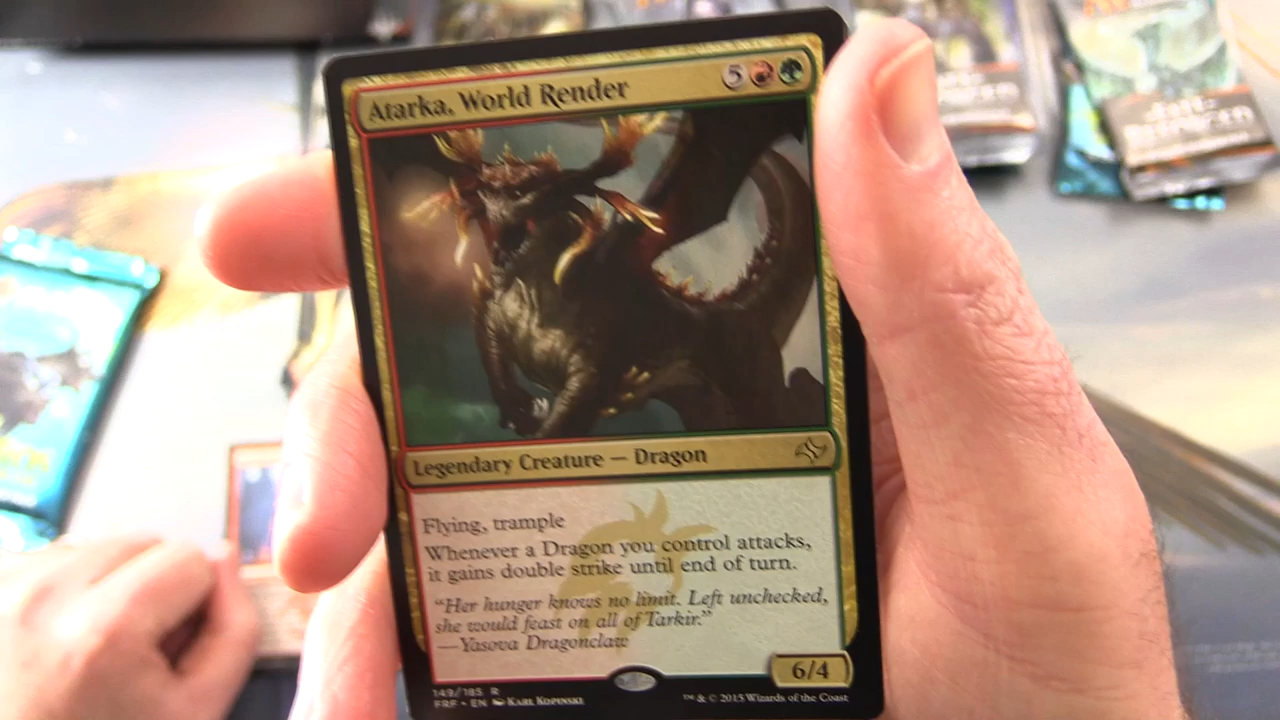 Atarka, World Render 5
Legendary Creature — Dragon
Flying, trample
Whenever a Dragon you control attacks,
it gains double strike until end of turn.
"Her hunger knows no limit. Left unchecked,
she would feast on all of Tarkir."
—Yasova Dragonclaw
6/4
149/185 R
FRF • EN Karl Kopinski
™ & © 2015 Wizards of the Coast